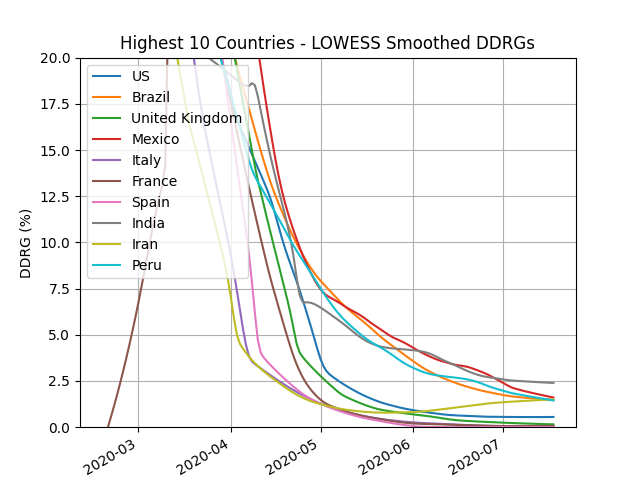 Highest 10 Countries - LOWESS Smoothed DDRGs
20.0
17.5
15.0
12.5
10.0
7.5
5.0
2.5
0.0
DDRG (%)
US
Brazil
United Kingdom
Mexico
Italy
France
Spain
India
Iran
Peru
2020-03
2020-04
2020-05
2020-06
2020-07